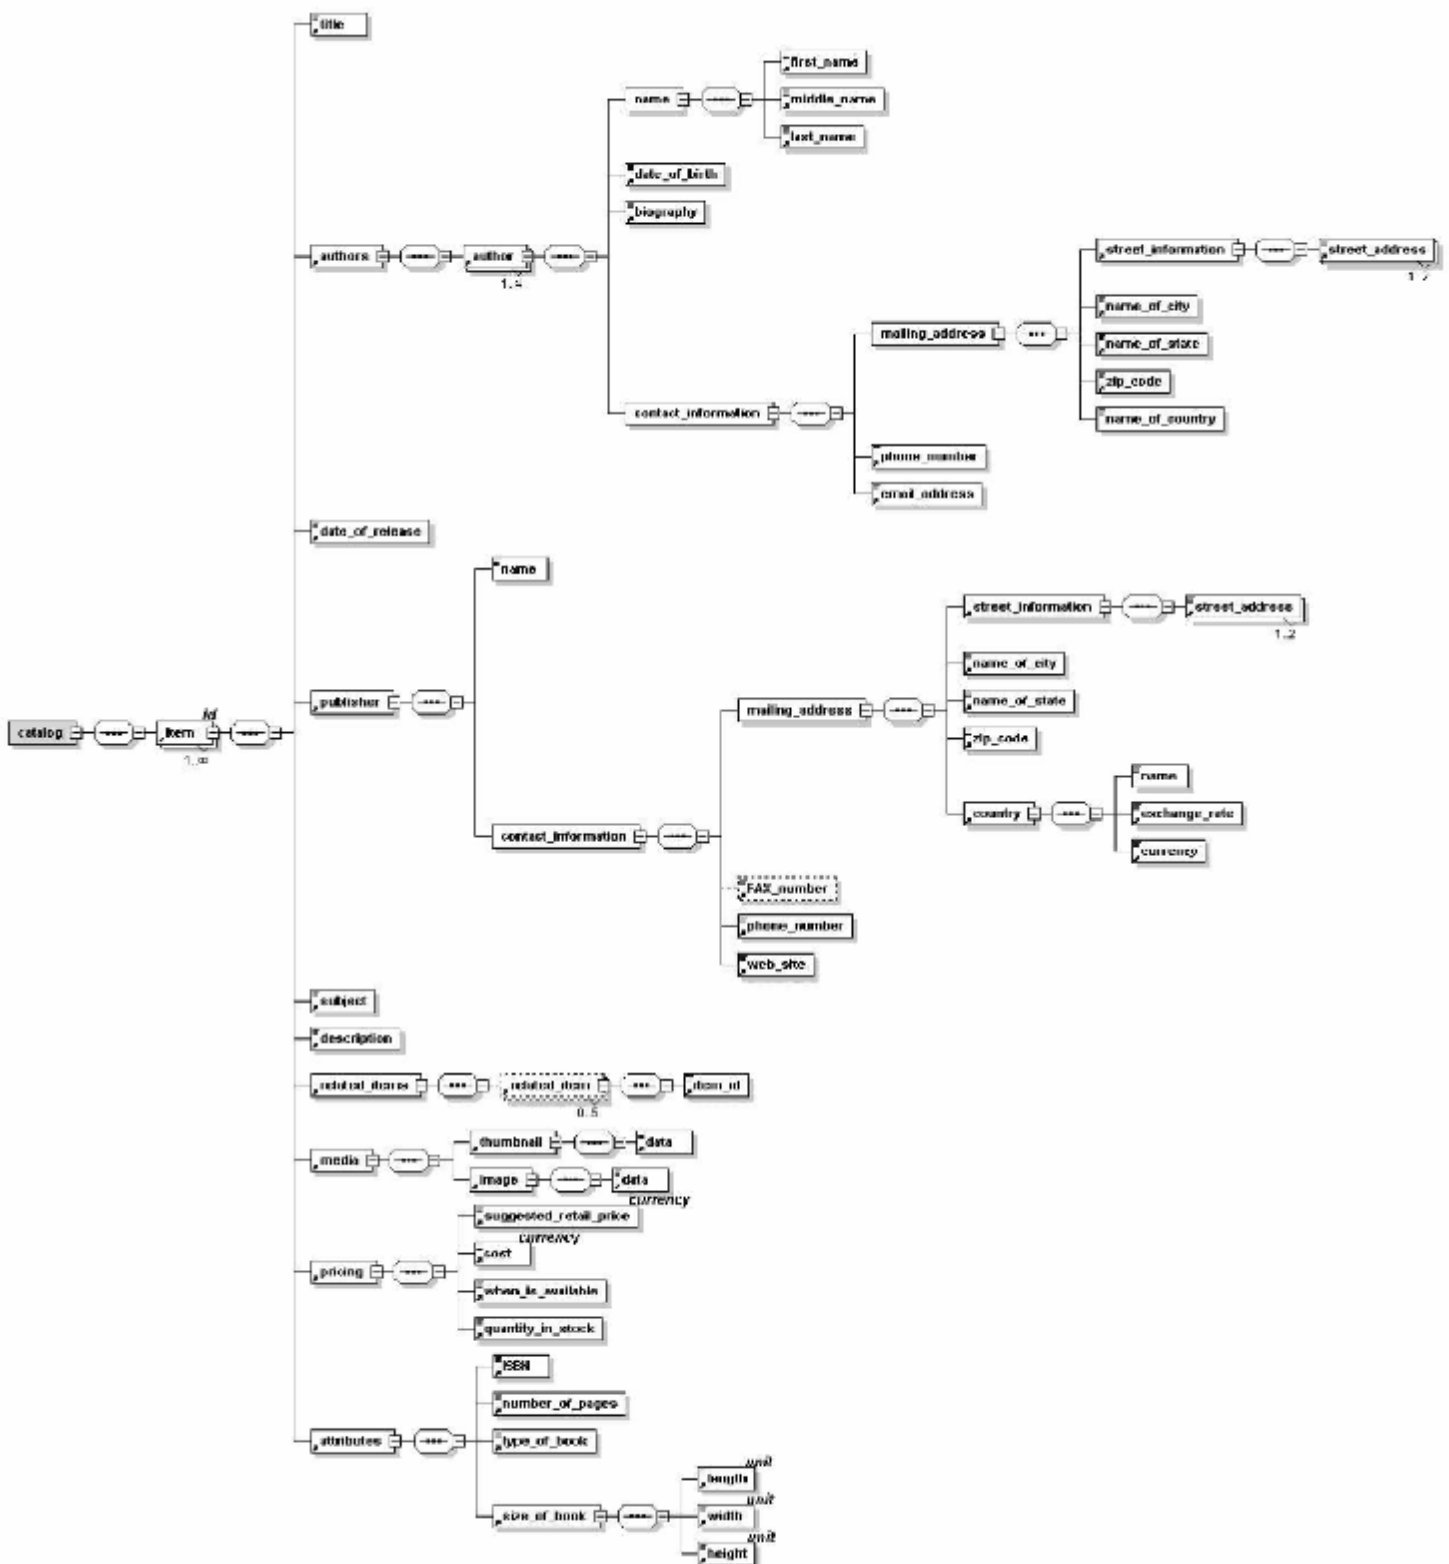 title
first_name
name
middle_name
last_name
date_of_birth
biography
authors
author
1..4
street_information
street_address
name_of_city
mailing_address
name_of_state
zip_code
contact_information
name_of_country
phone_number
email_address
date_of_release
name
street_information
street_address
1..2
name_of_city
publisher
mailing_address
name_of_state
id
catalog
item
1..∞
zip_code
name
country
exchange_rate
contact_information
currency
FAX_number
phone_number
web_site
subject
description
related_items
related_item
item_id
0..5
thumbnail
data
media
image
data
currency
suggested_retail_price
currency
cost
pricing
when_is_available
quantity_in_stock
ISBN
number_of_pages
attributes
type_of_book
unit
length
unit
size_of_book
width
unit
height